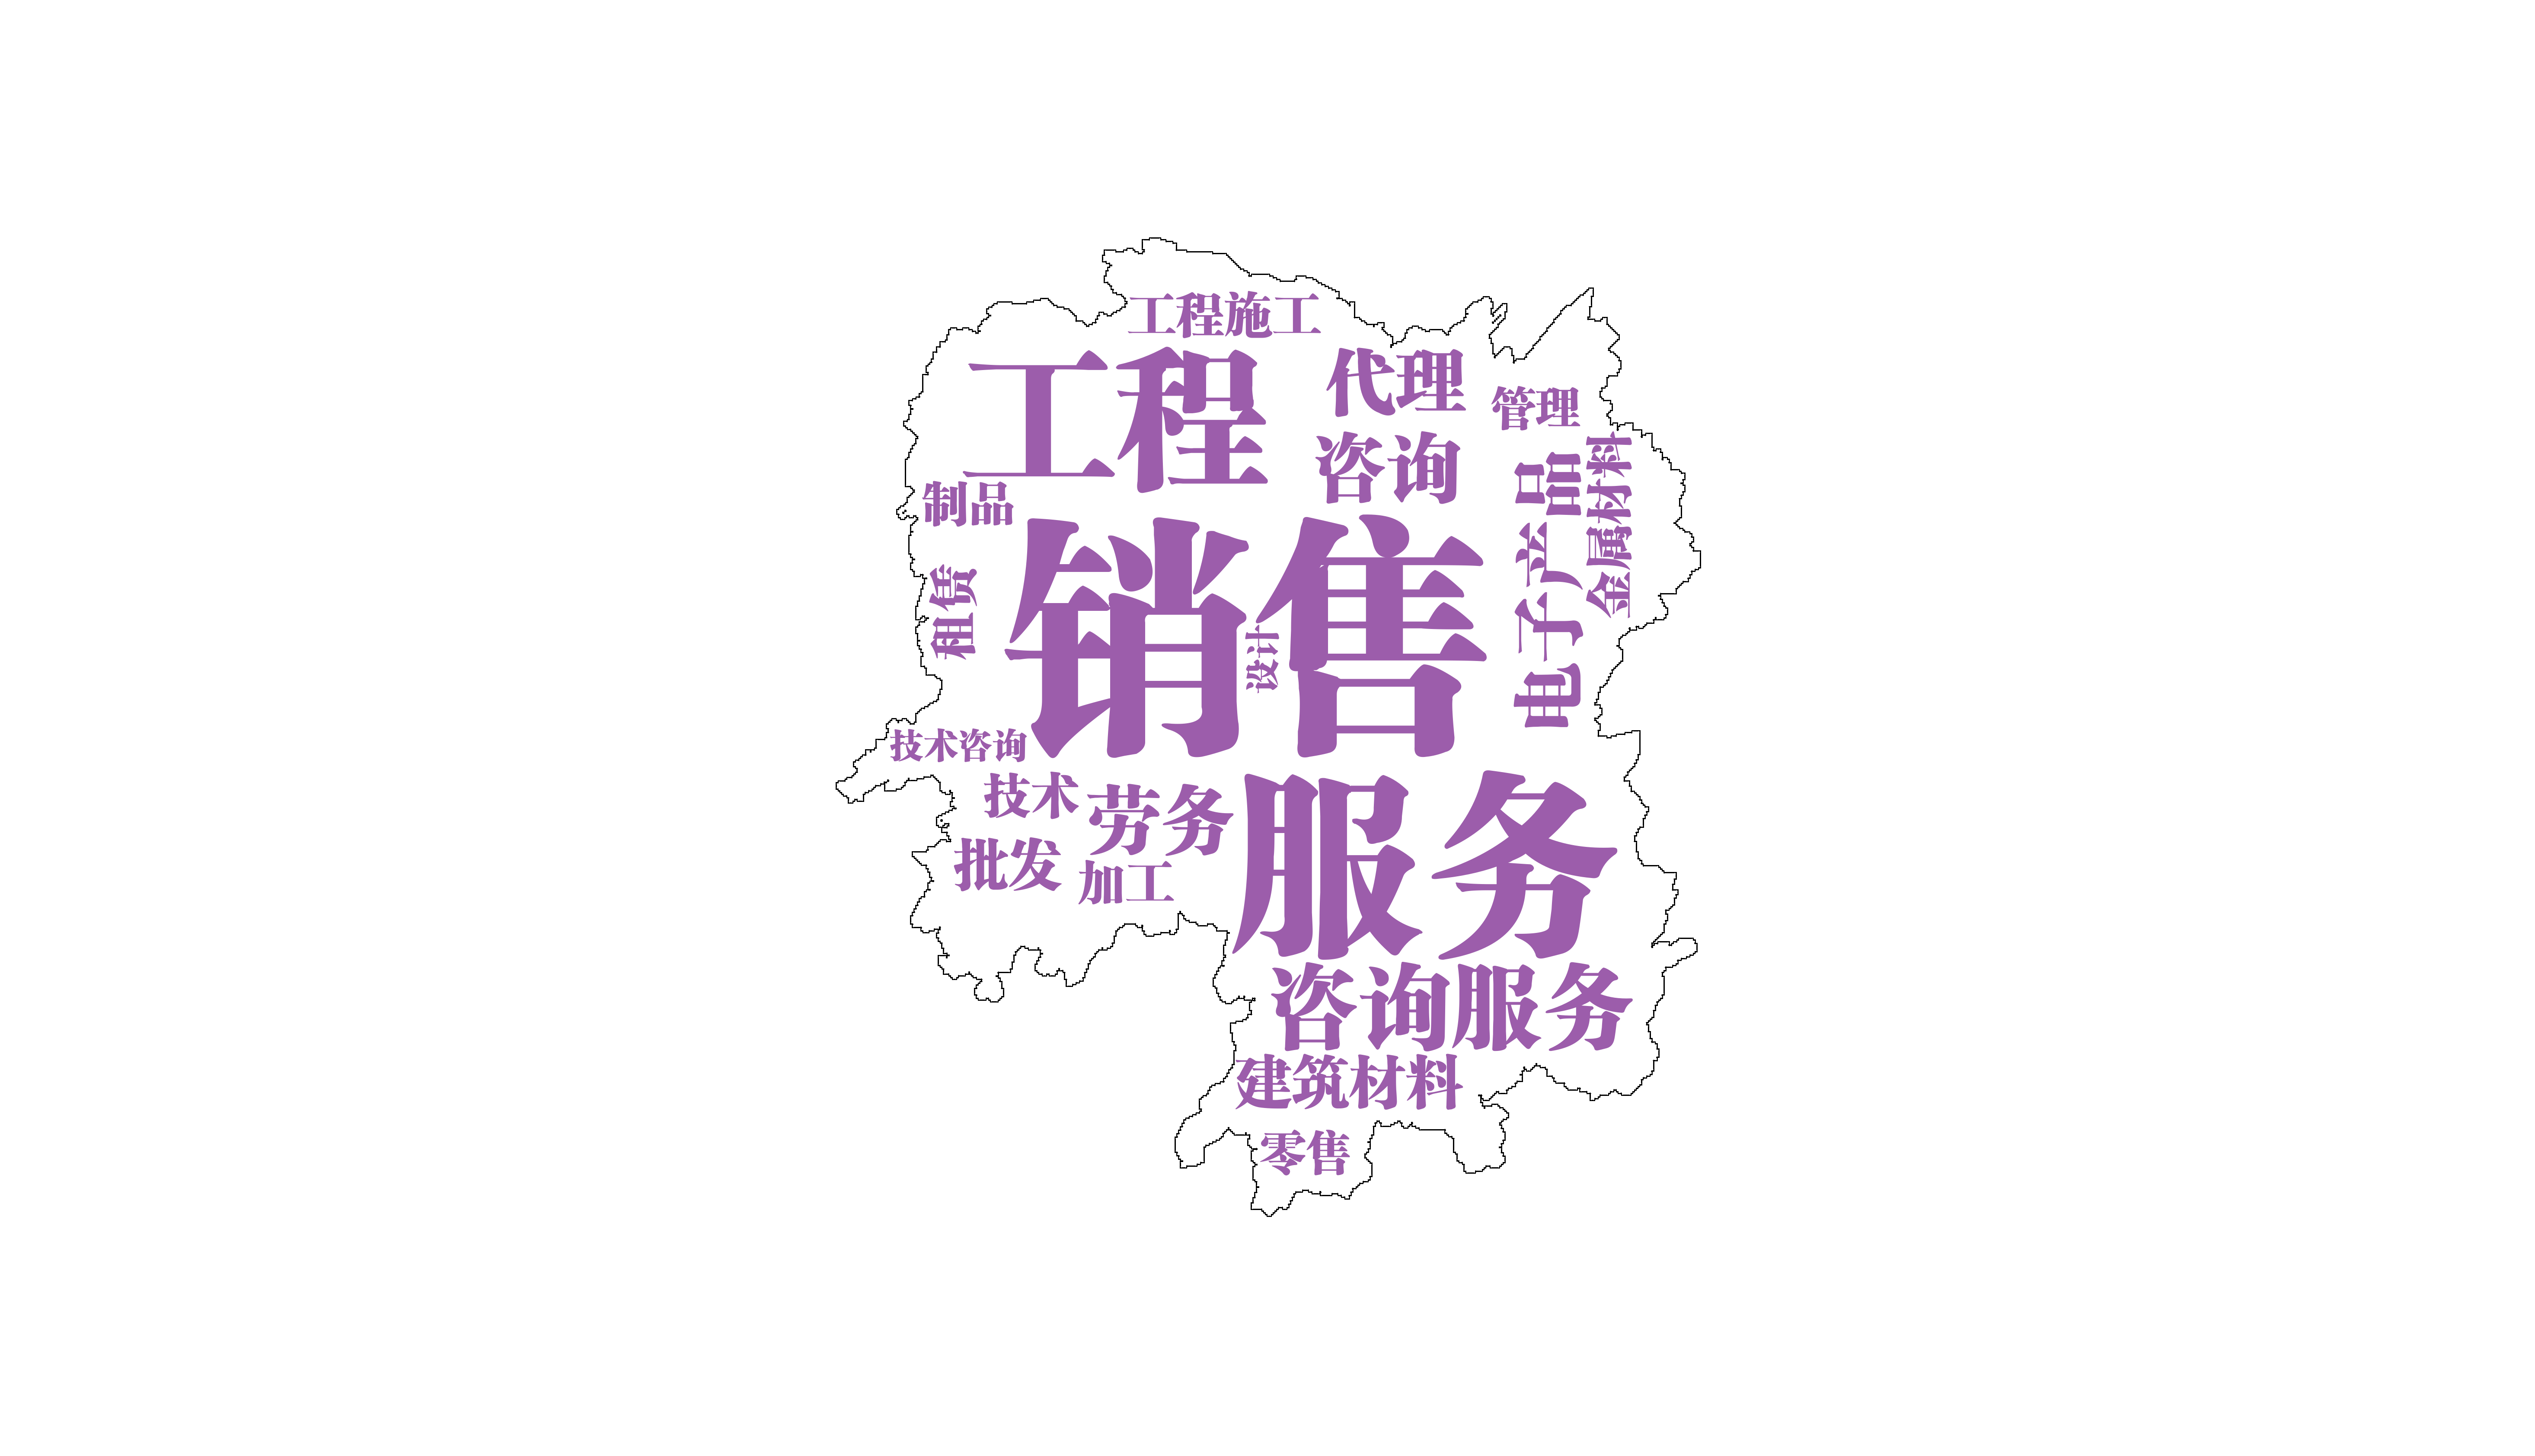 工程施工
工程
代理
管理
咨询
制品
电子产品
金属材料
销售
租赁
设计
技术咨询
技术
劳务
服务
批发
加工
咨询服务
建筑材料
零售